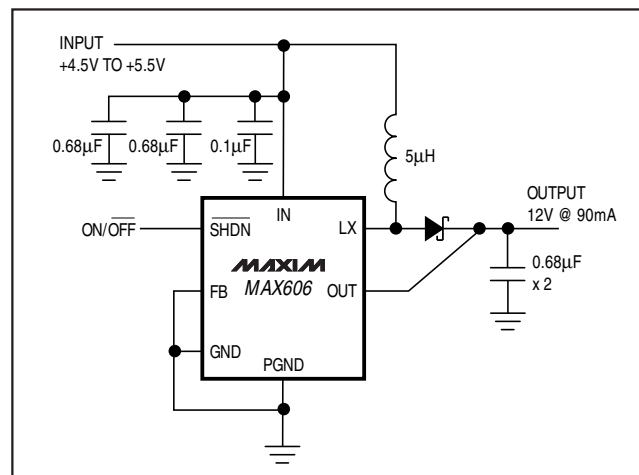 INPUT
+4.5V TO +5.5V
0.68µF
0.68µF
0.1µF
5µH
OUTPUT
12V @ 90mA
IN
ON/OFF
SHDN
LX
MAXIM
MAX606
0.68µF
x 2
FB
OUT
GND
PGND